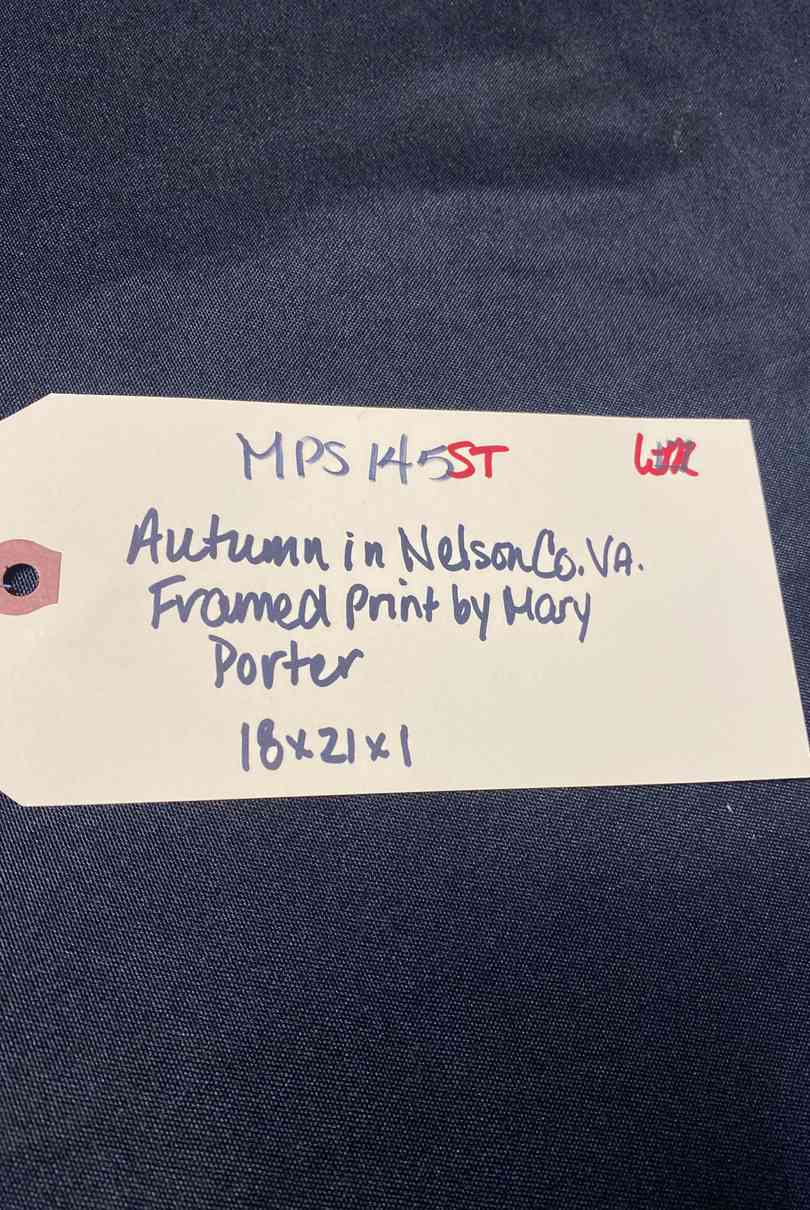 MPS 145ST
Autumn in Nelson Co. VA.
Framed Print by Mary
Porter
18x21x1